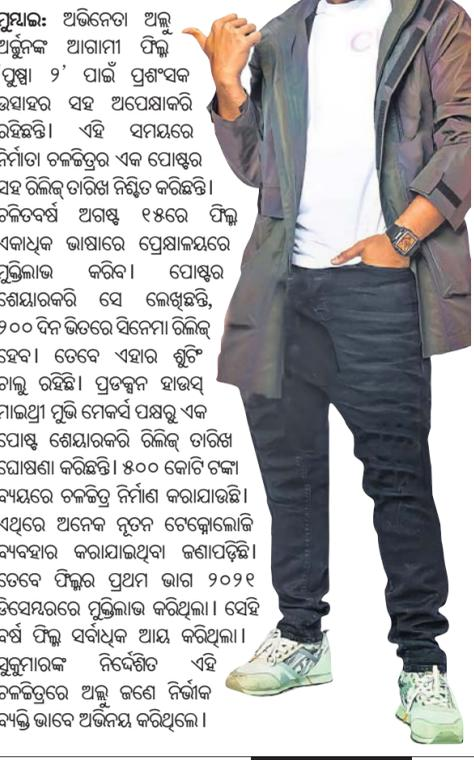 ମୁମ୍ବାଇ: ଅଭିନେତା ଅଲ୍ଲୁ
ଅର୍ଜୁନଙ୍କ ଆଗାମୀ ଫିଲ୍ମ
'ପୁଷ୍ପା ୨' ପାଇଁ ପ୍ରଶଂସକ
ଉତ୍ସାହର ସହ ଅପେକ୍ଷାକରି
ରହିଛନ୍ତି। ଏହି ସମୟରେ
ନିର୍ମାତା ଚଳଚ୍ଚିତ୍ରର ଏକ ପୋଷ୍ଟର
ସହ ରିଲିଜ୍ ତାରିଖ ନିଶ୍ଚିତ କରିଛନ୍ତି।
ଚଳିତବର୍ଷ ଅଗଷ୍ଟ ୧୫ରେ ଫିଲ୍ମ
ଏକାଧିକ ଭାଷାରେ ପ୍ରେକ୍ଷାଳୟରେ
ମୁକ୍ତିଲାଭ କରିବ। ପୋଷ୍ଟର
ଶେୟାରକରି ସେ ଲେଖିଛନ୍ତି,
୨୦୦ ଦିନ ଭିତରେ ସିନେମା ରିଲିଜ୍
ହେବ। ତେବେ ଏହାର ଶୁଟିଂ
ଚାଲୁ ରହିଛି। ପ୍ରଡକ୍ସନ ହାଉସ୍
ମାଇଥ୍ରୀ ମୁଭି ମେକର୍ସ ପକ୍ଷରୁ ଏକ
ପୋଷ୍ଟ ଶେୟାରକରି ରିଲିଜ୍ ତାରିଖ
ଘୋଷଣା କରିଛନ୍ତି। ୫୦୦ କୋଟି ଟଙ୍କା
ବ୍ୟୟରେ ଚଳଚ୍ଚିତ୍ର ନିର୍ମାଣ କରାଯାଉଛି।
ଏଥିରେ ଅନେକ ନୂତନ ଟେକ୍ନୋଲୋଜି
ବ୍ୟବହାର କରାଯାଇଥିବା ଜଣାପଡ଼ିଛି।
ତେବେ ଫିଲ୍ମର ପ୍ରଥମ ଭାଗ ୨୦୨୧
ଡିସେମ୍ବରରେ ମୁକ୍ତିଲାଭ କରିଥିଲା। ସେହି
ବର୍ଷ ଫିଲ୍ମ ସର୍ବାଧିକ ଆୟ କରିଥିଲା।
ସୁକୁମାରଙ୍କ ନିର୍ଦ୍ଦେଶିତ ଏହି
ଚଳଚ୍ଚିତ୍ରରେ ଅଲ୍ଲୁ ଜଣେ ନିର୍ଭୀକ
ବ୍ୟକ୍ତି ଭାବେ ଅଭିନୟ କରିଥିଲେ।